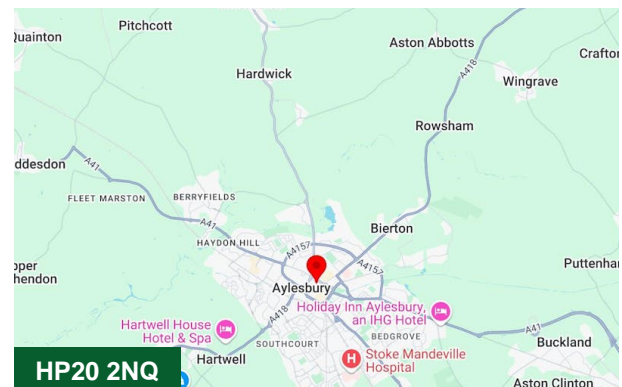 Pitchcott
Quainton
Aston Abbotts
Crafton
Hardwick
A418
Wingrave
Rowsham
ddesdon
A41
FLEET MARSTON
BERRYFIELDS
A41
Bierton
HAYDON HILL
A4157
A4157
pper
hendon
Puttenham
Aylesbury
Holiday Inn Aylesbury,
an IHG Hotel
A418
Hartwell House
Hotel & Spa
A41
BEDGROVE
Buckland
SOUTHCOURT
Hartwell
Stoke Mandeville
Hospital
H
HP20 2NQ
Aston Clinton